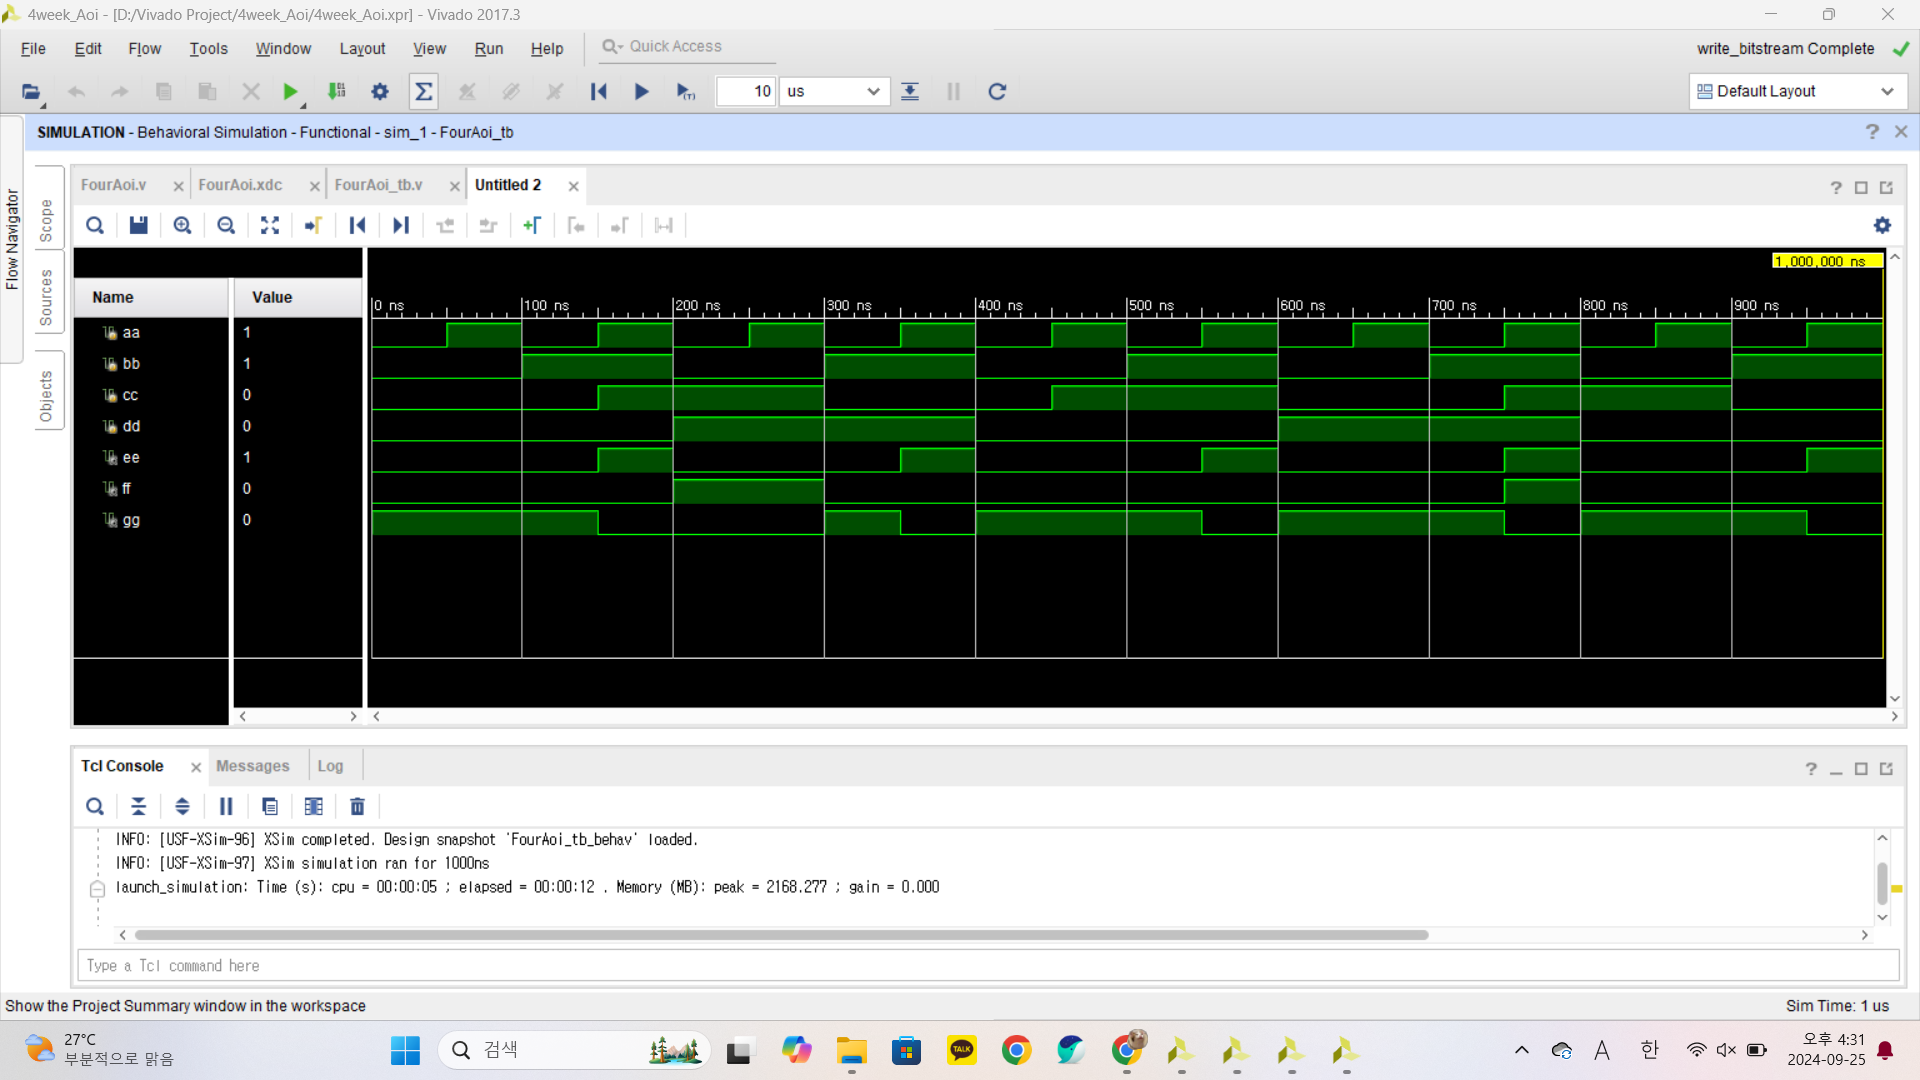 4week_Aoi - [D:/Vivado Project/4week_Aoi/4week_Aoi.xpr] - Vivado 2017.3
File Edit Flow Tools Window Layout View Run Help Quick Access write_bitstream Complete
10 us Default Layout
SIMULATION - Behavioral Simulation - Functional - sim_1 - FourAoi_tb
Flow Navigator
Scope
Sources
Objects
FourAoi.v FourAoi.xdc FourAoi_tb.v Untitled 2
1,000,000 ns
Name Value
0 ns 100 ns 200 ns 300 ns 400 ns 500 ns 600 ns 700 ns 800 ns 900 ns
aa 1
bb 1
cc 0
dd 0
ee 1
ff 0
gg 0
Tcl Console Messages Log
INFO: [USF-XSim-96] XSim completed. Design snapshot 'FourAoi_tb_behav' loaded.
INFO: [USF-XSim-97] XSim simulation ran for 1000ns
launch_simulation: Time (s): cpu = 00:00:05 ; elapsed = 00:00:12 . Memory (MB): peak = 2168.277 ; gain = 0.000
Type a Tcl command here
Show the Project Summary window in the workspace Sim Time: 1 us
27°C
부분적으로 맑음
검색
TALK
A 한
오후 4:31
2024-09-25